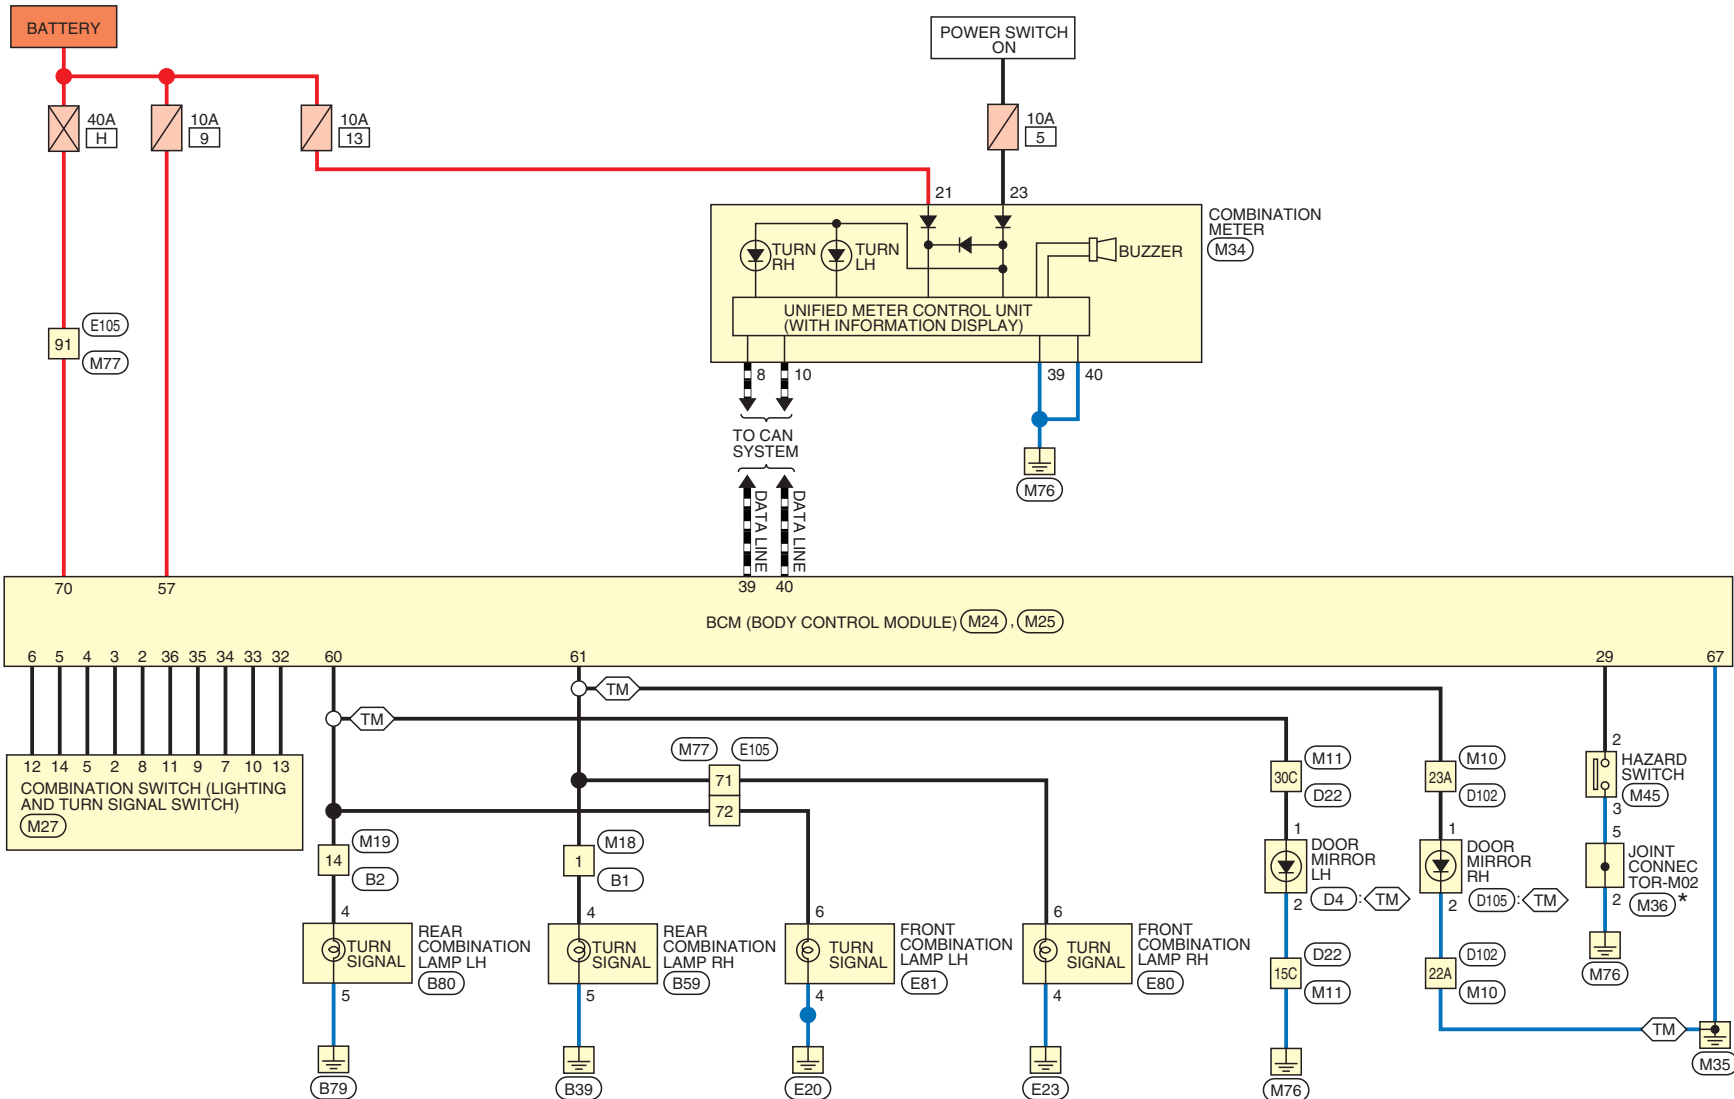 BATTERY
POWER SWITCH
ON
40A
H
10A
9
10A
13
10A
5
21
23
COMBINATION
METER
M34
TURN
RH
TURN
LH
BUZZER
UNIFIED METER CONTROL UNIT
(WITH INFORMATION DISPLAY)
E105
91
M77
8
10
39
40
TO CAN
SYSTEM
M76
DATA LINE
DATA LINE
70
57
39
40
BCM (BODY CONTROL MODULE) M24 , M25
6 5 4 3 2 36 35 34 33 32
60
61
29
67
TM
TM
12 14 5 2 8 11 9 7 10 13
COMBINATION SWITCH (LIGHTING
AND TURN SIGNAL SWITCH)
M27
M77
E105
71
72
M19
14
B2
M18
1
B1
M11
30C
D22
M10
23A
D102
2
HAZARD
SWITCH
M45
3
1
DOOR
MIRROR
LH
D4 : TM
2
1
DOOR
MIRROR
RH
D105 : TM
2
5
JOINT
CONNEC
TOR-M02
M36 *
2
M76
4
TURN
SIGNAL
REAR
COMBINATION
LAMP LH
B80
5
B79
4
TURN
SIGNAL
REAR
COMBINATION
LAMP RH
B59
5
B39
6
TURN
SIGNAL
FRONT
COMBINATION
LAMP LH
E81
4
E20
6
TURN
SIGNAL
FRONT
COMBINATION
LAMP RH
E80
4
E23
D22
15C
M11
M76
D102
22A
M10
TM
M35